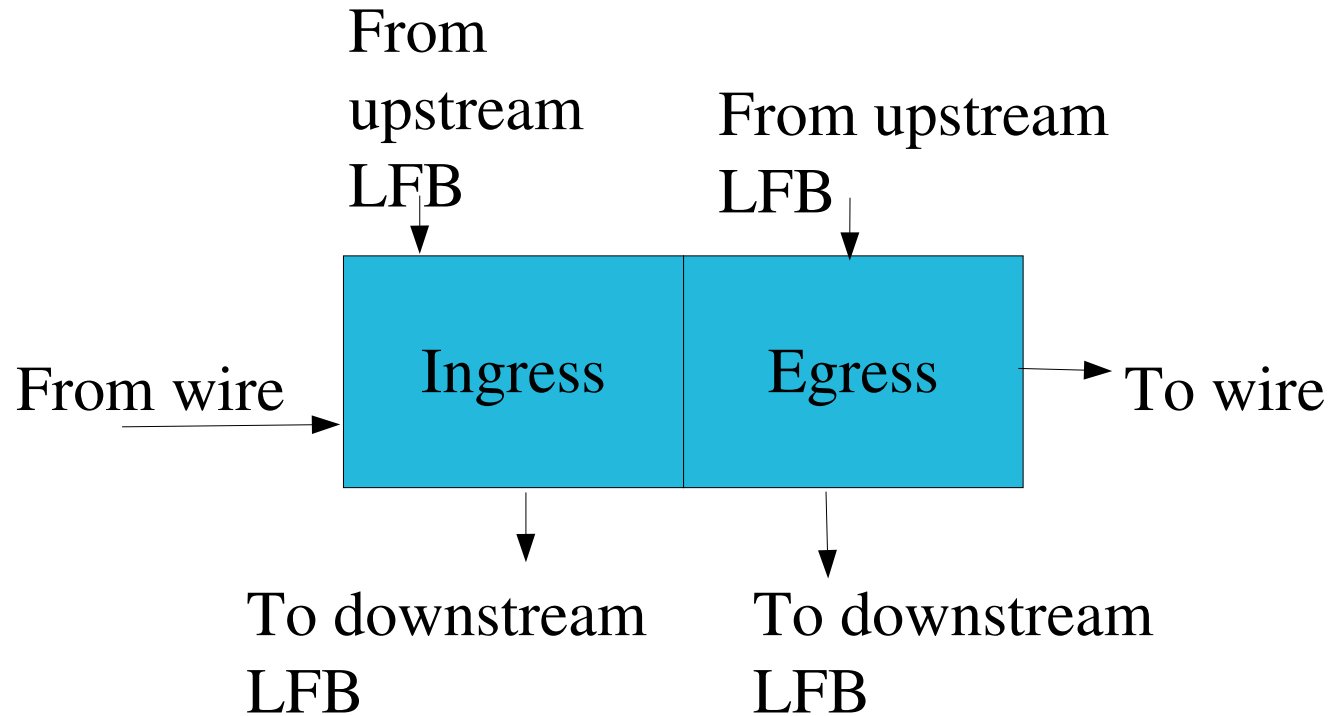 From
upstream
LFB
From upstream
LFB
Ingress
Egress
From wire
To wire
To downstream
LFB
To downstream
LFB